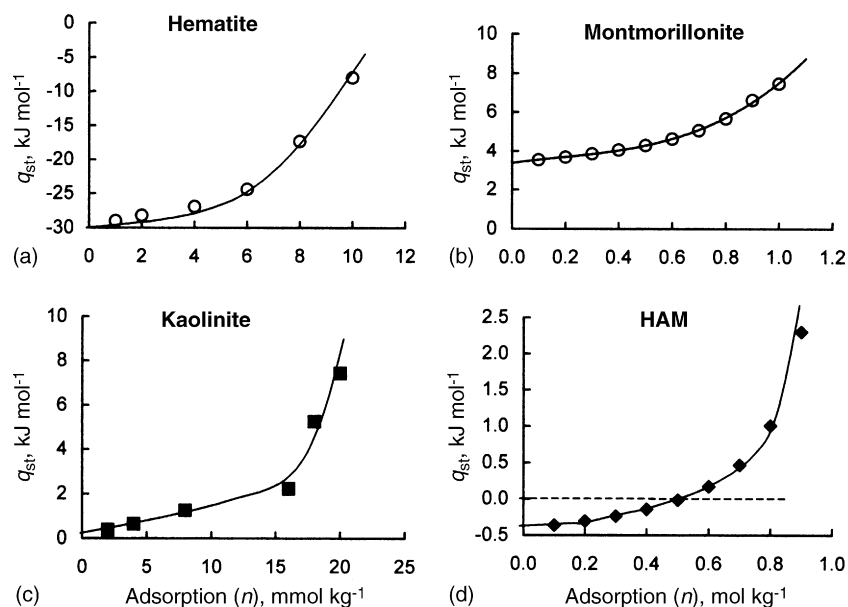 Hematite
q_st, kJ mol⁻¹
0
-5
-10
-15
-20
-25
-30
0 2 4 6 8 10 12
(a)
Montmorillonite
q_st, kJ mol⁻¹
10
8
6
4
2
0
0.0 0.2 0.4 0.6 0.8 1.0 1.2
(b)
Kaolinite
q_st, kJ mol⁻¹
10
8
6
4
2
0
0 5 10 15 20 25
(c) Adsorption (n), mmol kg⁻¹
HAM
q_st, kJ mol⁻¹
2.5
2.0
1.5
1.0
0.5
0.0
-0.5
0.0 0.2 0.4 0.6 0.8 1.0
(d) Adsorption (n), mol kg⁻¹